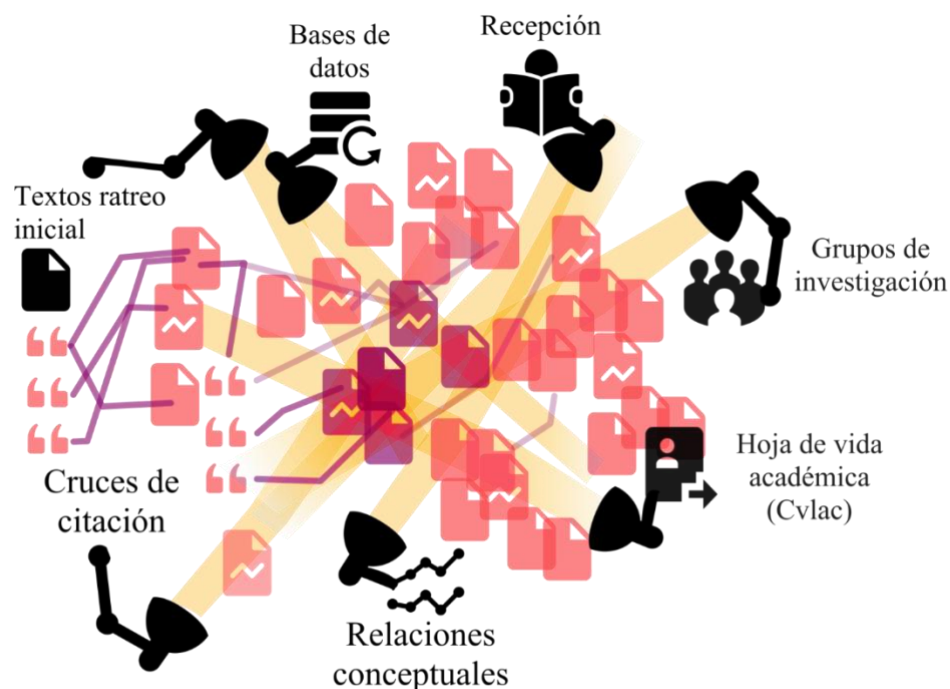 Bases de
datos
Recepción
Textos ratreo
inicial
Grupos de
investigación
Hoja de vida
académica
(Cvlac)
Cruces de
citación
Relaciones
conceptuales